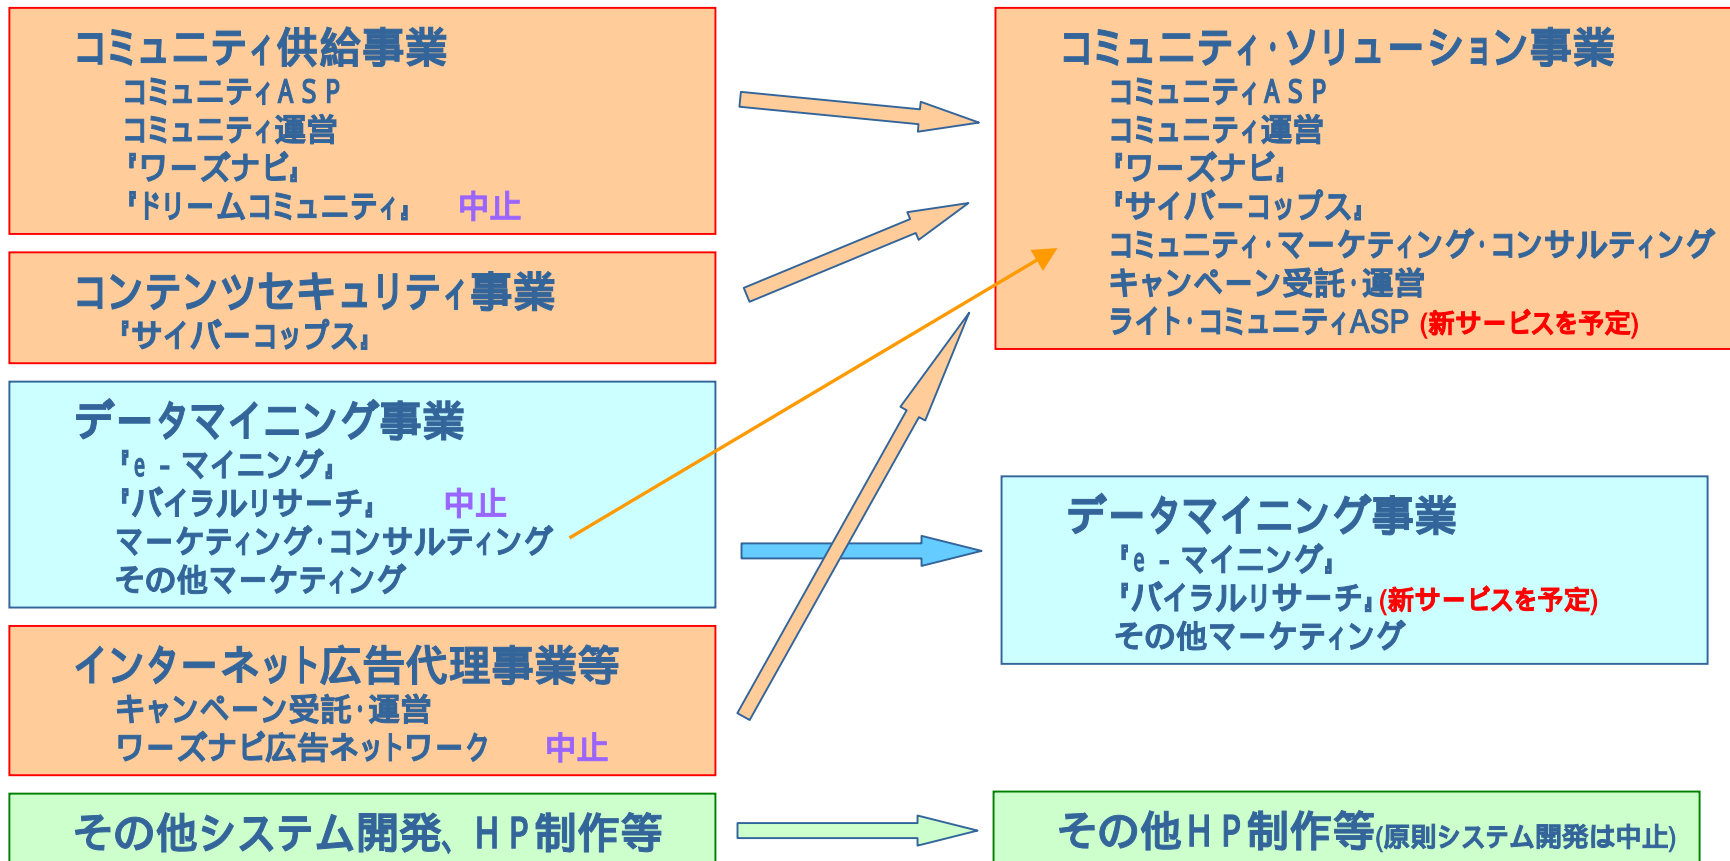 コミュニティ供給事業
コミュニティASP
コミュニティ運営
『ワーズナビ』
『ドリームコミュニティ』 中止
コンテンツセキュリティ事業
『サイバーコップス』
データマイニング事業
『e-マイニング』
『バイラルリサーチ』 中止
マーケティング・コンサルティング
その他マーケティング
インターネット広告代理事業等
キャンペーン受託・運営
ワーズナビ広告ネットワーク 中止
その他システム開発、HP制作等
コミュニティ・ソリューション事業
コミュニティASP
コミュニティ運営
『ワーズナビ』
『サイバーコップス』
コミュニティ・マーケティング・コンサルティング
キャンペーン受託・運営
ライト・コミュニティASP (新サービスを予定)
データマイニング事業
『e-マイニング』
『バイラルリサーチ』(新サービスを予定)
その他マーケティング
その他HP制作等(原則システム開発は中止)